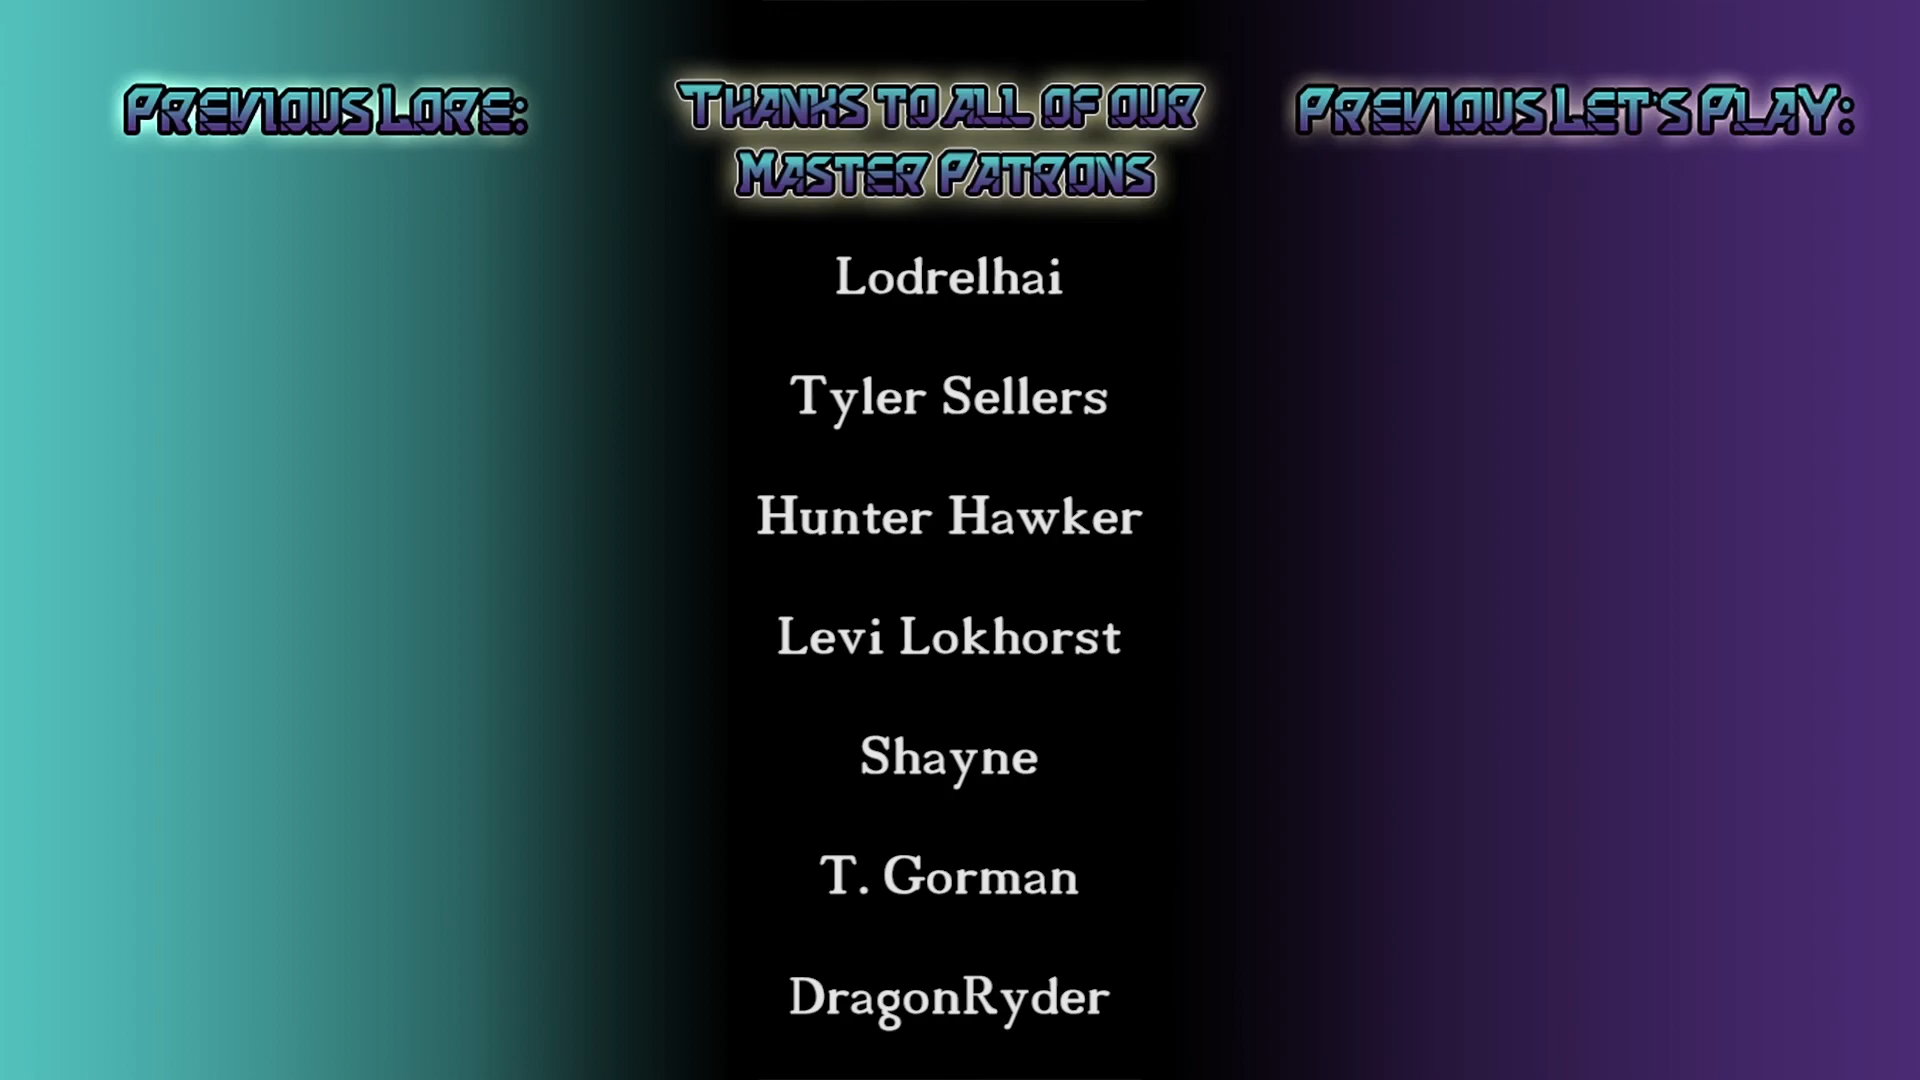 Previous Lore:
Thanks to all of our
Master Patrons
Previous Let's Play:
Lodrelhai
Tyler Sellers
Hunter Hawker
Levi Lokhorst
Shayne
T. Gorman
DragonRyder